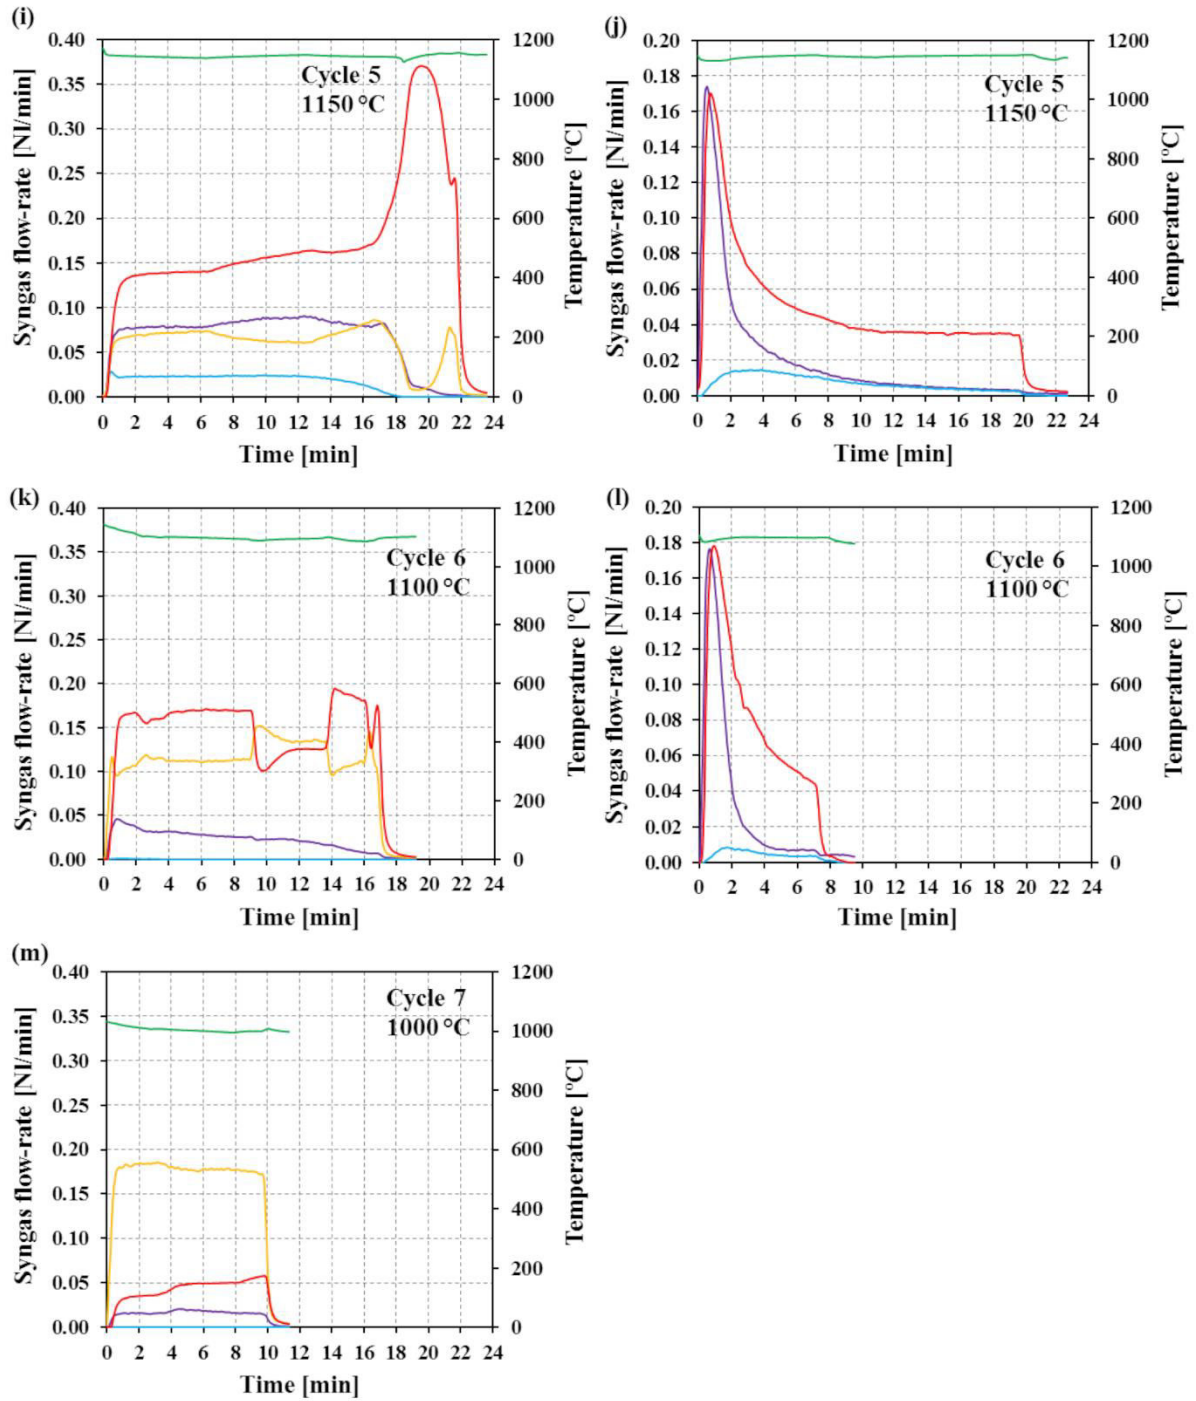 (i)
0.40
0.35
0.30
0.25
0.20
0.15
0.10
0.05
0.00
Syngas flow-rate [Nl/min]
Cycle 5
1150 °C
1200
1000
800
600
400
200
0
Temperature [°C]
0 2 4 6 8 10 12 14 16 18 20 22 24
Time [min]
(j)
0.20
0.18
0.16
0.14
0.12
0.10
0.08
0.06
0.04
0.02
0.00
Syngas flow-rate [Nl/min]
Cycle 5
1150 °C
1200
1000
800
600
400
200
0
Temperature [°C]
0 2 4 6 8 10 12 14 16 18 20 22 24
Time [min]
(k)
0.40
0.35
0.30
0.25
0.20
0.15
0.10
0.05
0.00
Syngas flow-rate [Nl/min]
Cycle 6
1100 °C
1200
1000
800
600
400
200
0
Temperature [°C]
0 2 4 6 8 10 12 14 16 18 20 22 24
Time [min]
(l)
0.20
0.18
0.16
0.14
0.12
0.10
0.08
0.06
0.04
0.02
0.00
Syngas flow-rate [Nl/min]
Cycle 6
1100 °C
1200
1000
800
600
400
200
0
Temperature [°C]
0 2 4 6 8 10 12 14 16 18 20 22 24
Time [min]
(m)
0.40
0.35
0.30
0.25
0.20
0.15
0.10
0.05
0.00
Syngas flow-rate [Nl/min]
Cycle 7
1000 °C
1200
1000
800
600
400
200
0
Temperature [°C]
0 2 4 6 8 10 12 14 16 18 20 22 24
Time [min]